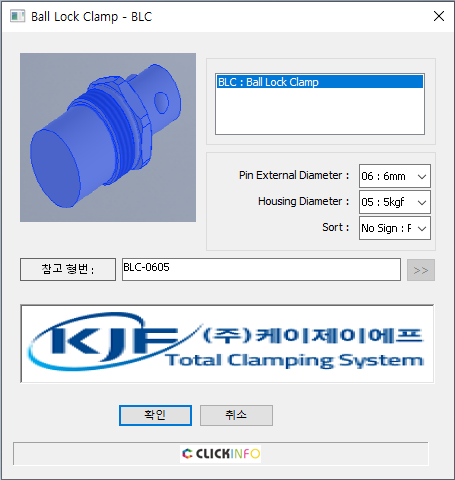 Ball Lock Clamp - BLC
BLC : Ball Lock Clamp
Pin External Diameter :
06 : 6mm
Housing Diameter :
05 : 5kgf
Sort :
No Sign : F
참고 형번 :
BLC-0605
>>
KJF (주)케이제이에프
Total Clamping System
확인
취소
CLICKINFO